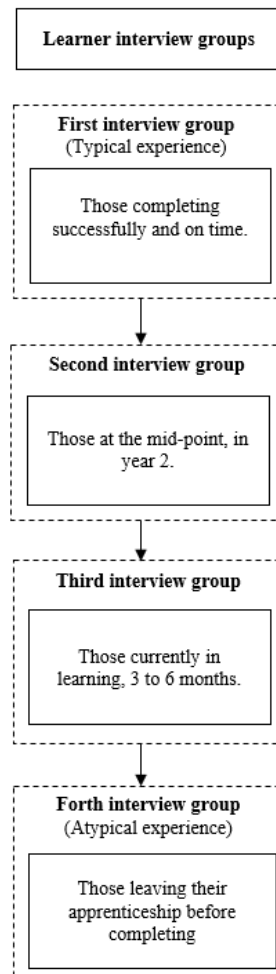 Learner interview groups
First interview group
(Typical experience)
Those completing
successfully and on time.
Second interview group
Those at the mid-point, in
year 2.
Third interview group
Those currently in
learning, 3 to 6 months.
Forth interview group
(Atypical experience)
Those leaving their
apprenticeship before
completing